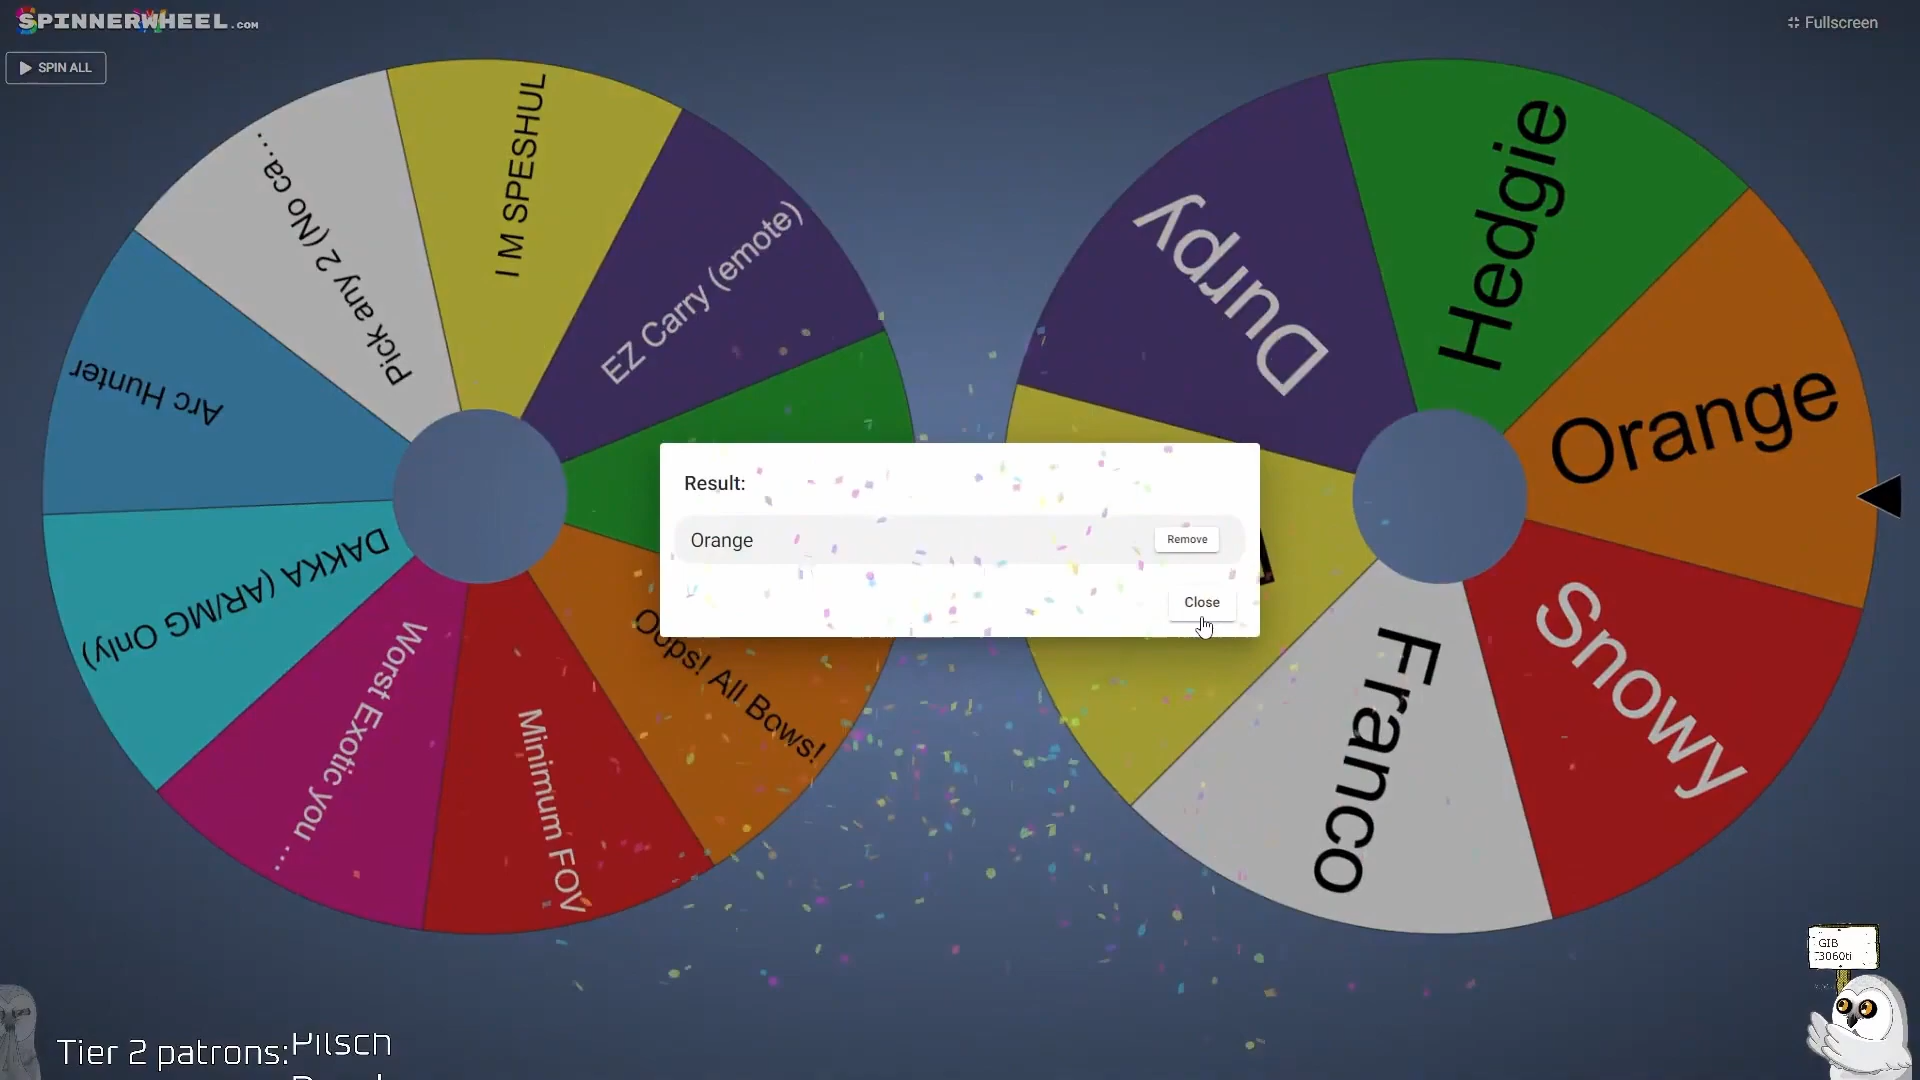 SPINNERWHEEL.COM
Fullscreen
SPIN ALL
I M SPESHUL
Pick any 2 (No ca...
EZ Carry (emote)
Arc Hunter
DAKKA (AR/MG Only)
Worst Exotic you ...
Minimum FOV
Oops! All Bows!
Hedgie
Durpy
Orange
Snowy
Franco
Result:
Orange
Remove
Close
GIB
3060ti
Tier 2 patrons:
Pilsch